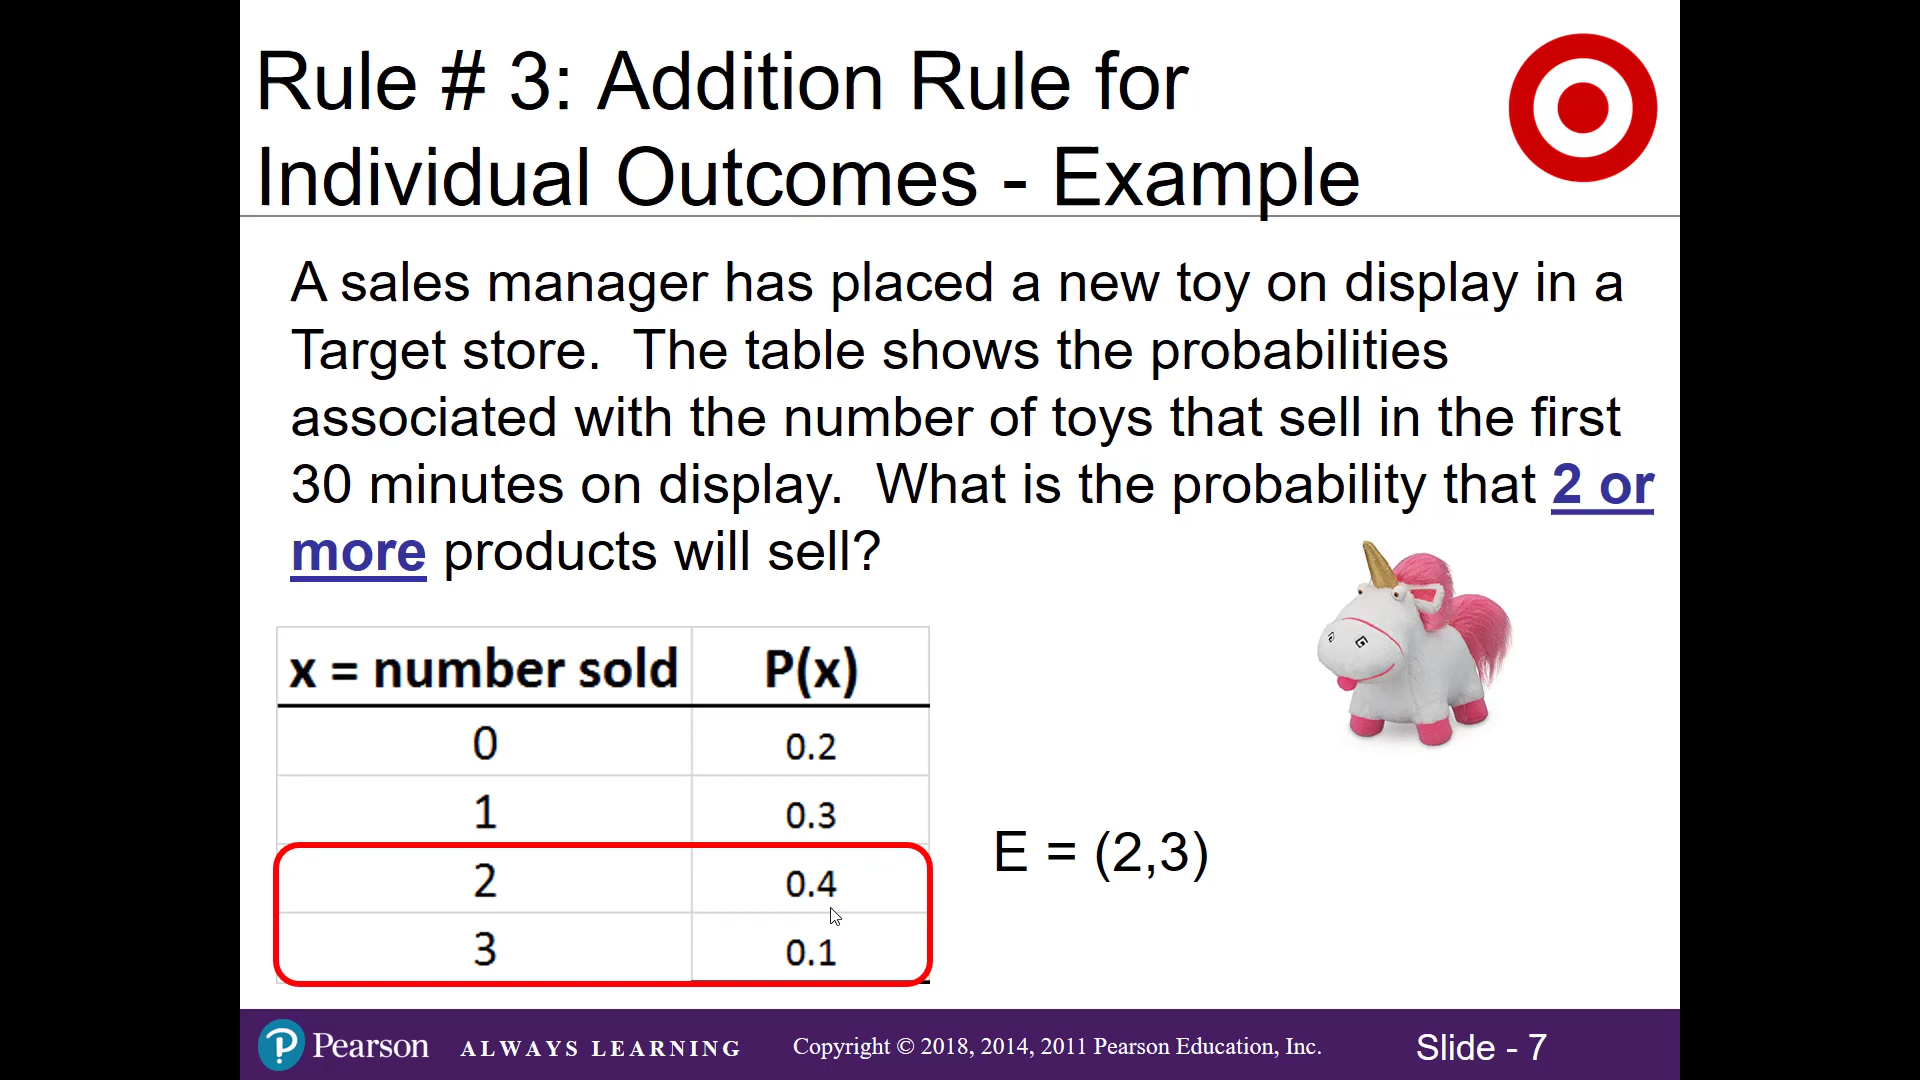 Rule # 3: Addition Rule for
Individual Outcomes - Example
A sales manager has placed a new toy on display in a
Target store.  The table shows the probabilities
associated with the number of toys that sell in the first
30 minutes on display.  What is the probability that 2 or
more products will sell?
x = number sold P(x)
0 0.2
1 0.3
2 0.4
3 0.1
E = (2,3)
Pearson ALWAYS LEARNING Copyright © 2018, 2014, 2011 Pearson Education, Inc. Slide - 7